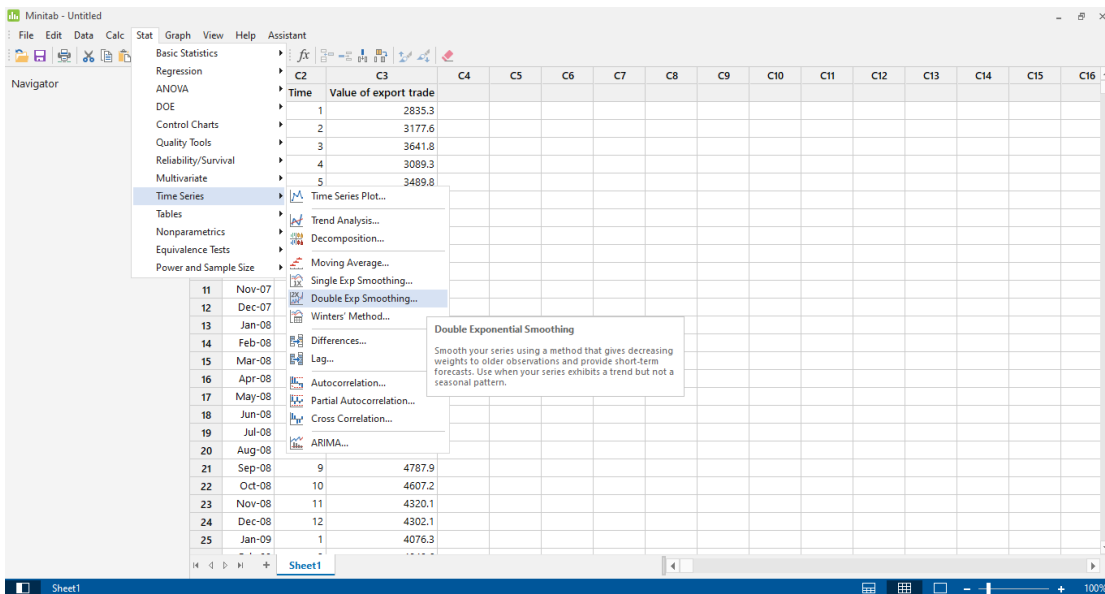 Minitab - Untitled
File Edit Data Calc Stat Graph View Help Assistant
fx
Navigator
Basic Statistics
Regression
ANOVA
DOE
Control Charts
Quality Tools
Reliability/Survival
Multivariate
Time Series
Tables
Nonparametrics
Equivalence Tests
Power and Sample Size
Time Series Plot...
Trend Analysis...
Decomposition...
Moving Average...
Single Exp Smoothing...
Double Exp Smoothing...
Winters' Method...
Differences...
Lag...
Autocorrelation...
Partial Autocorrelation...
Cross Correlation...
ARIMA...
Double Exponential Smoothing
Smooth your series using a method that gives decreasing
weights to older observations and provide short-term
forecasts. Use when your series exhibits a trend but not a
seasonal pattern.
C2 C3 C4 C5 C6 C7 C8 C9 C10 C11 C12 C13 C14 C15 C16
Time Value of export trade
1 2835.3
2 3177.6
3 3641.8
4 3089.3
5 3489.8
11 Nov-07
12 Dec-07
13 Jan-08
14 Feb-08
15 Mar-08
16 Apr-08
17 May-08
18 Jun-08
19 Jul-08
20 Aug-08
21 Sep-08 9 4787.9
22 Oct-08 10 4607.2
23 Nov-08 11 4320.1
24 Dec-08 12 4302.1
25 Jan-09 1 4076.3
Sheet1
Sheet1 100%